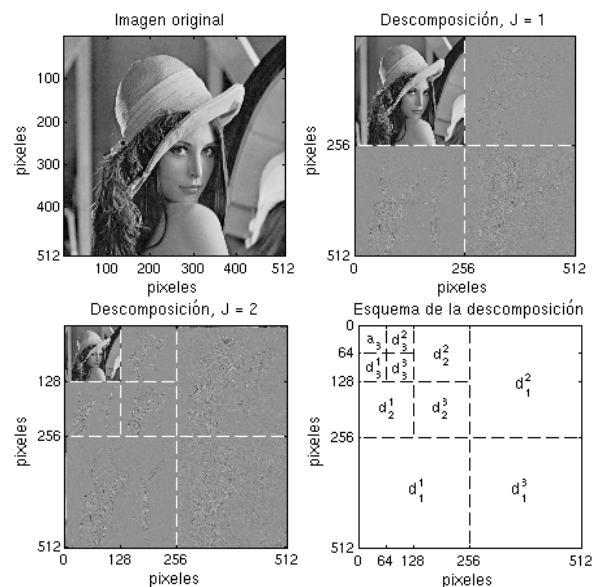 Imagen original
100
200
300
400
512
100 200 300 400 512
pixeles
pixeles
Descomposición, J = 1
256
512
0 256 512
pixeles
pixeles
Descomposición, J = 2
128
256
512
0 128 256 512
pixeles
pixeles
Esquema de la descomposición
0
64
128
256
512
0 64 128 256 512
pixeles
pixeles
a₃ d₃²
d₃¹ d₃³
d₂²
d₂¹ d₂³
d₁²
d₁¹ d₁³